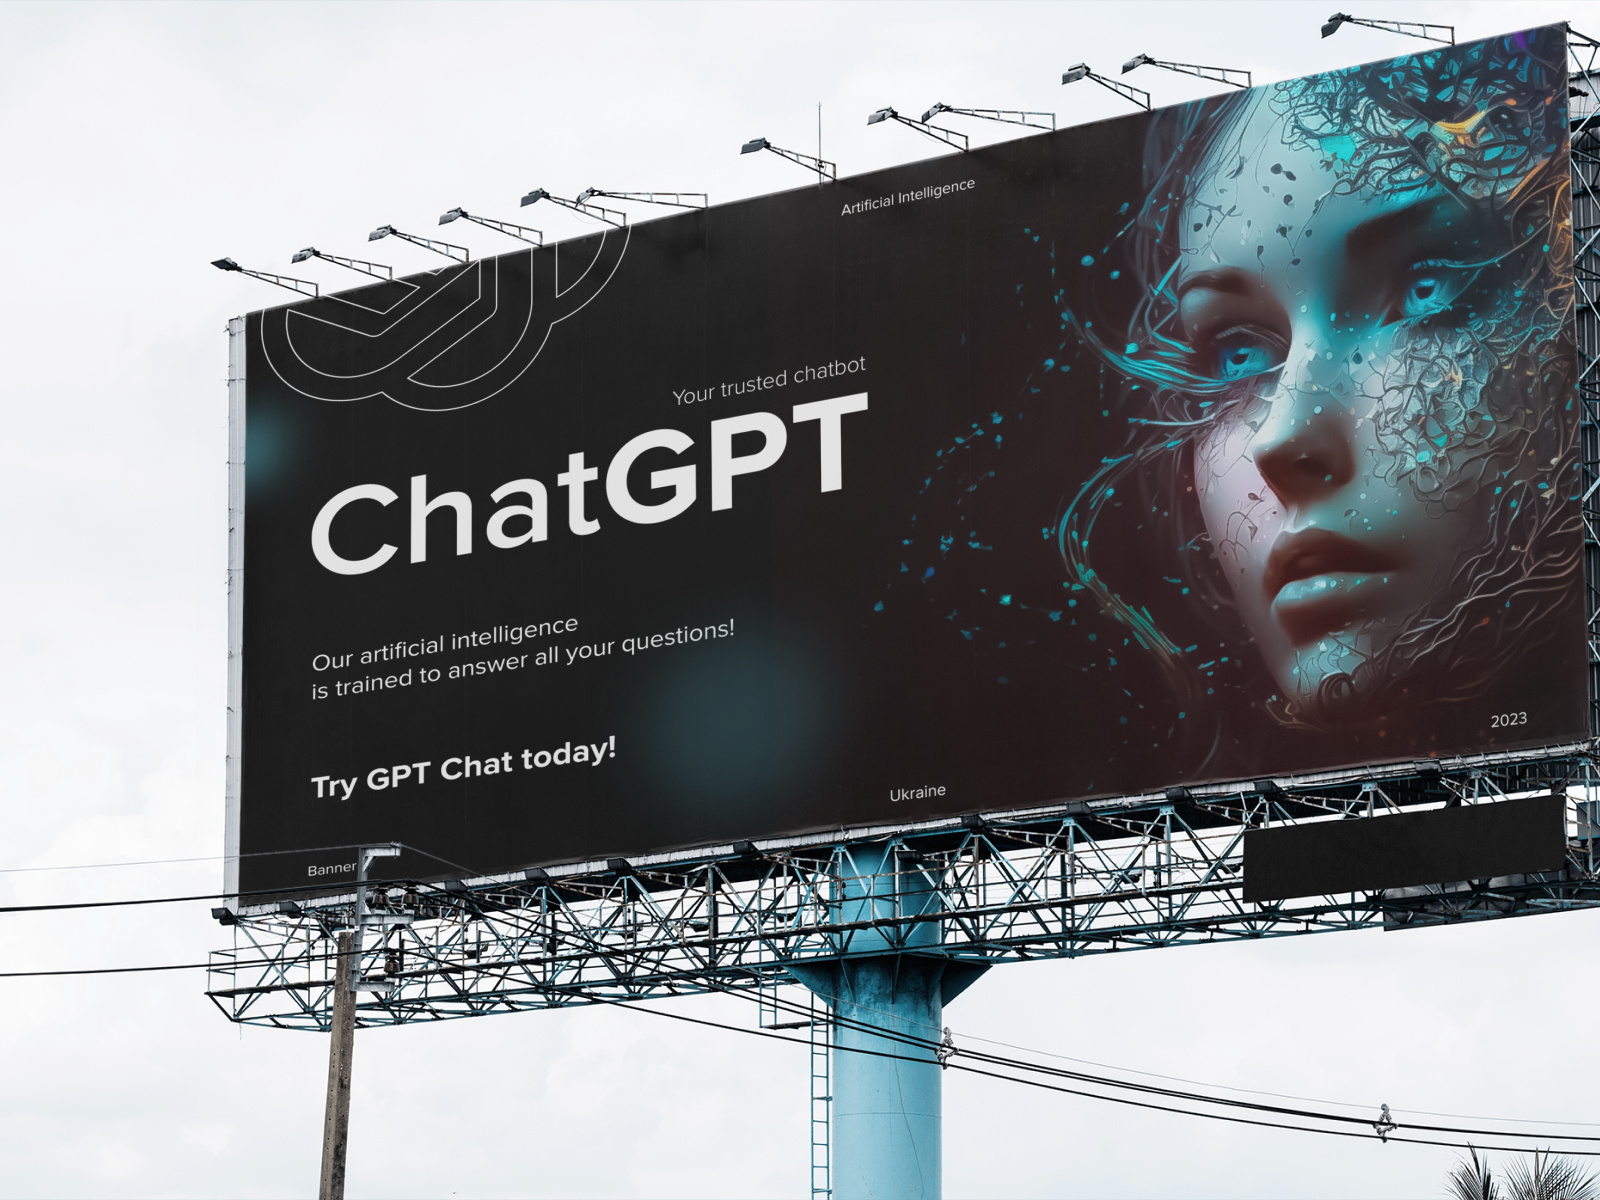 Artificial Intelligence
Your trusted chatbot
ChatGPT
Our artificial intelligence
is trained to answer all your questions!
Try GPT Chat today!
Banner
Ukraine
2023